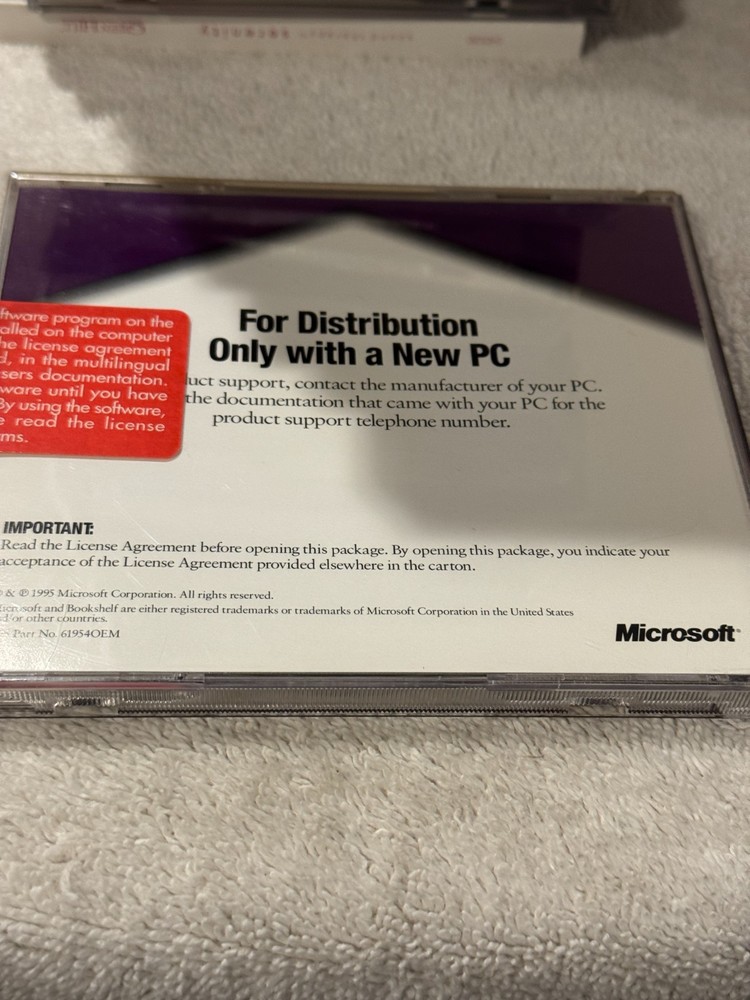 For Distribution
Only with a New PC
uct support, contact the manufacturer of your PC.
the documentation that came with your PC for the
product support telephone number.
ftware program on the
alled on the computer
he license agreement
d, in the multilingual
sers documentation.
ware until you have
By using the software,
e read the license
ms.
IMPORTANT:
Read the License Agreement before opening this package. By opening this package, you indicate your
acceptance of the License Agreement provided elsewhere in the carton.
& ℗ 1995 Microsoft Corporation. All rights reserved.
icrosoft and Bookshelf are either registered trademarks or trademarks of Microsoft Corporation in the United States
d/or other countries.
Part No. 61954OEM
Microsoft